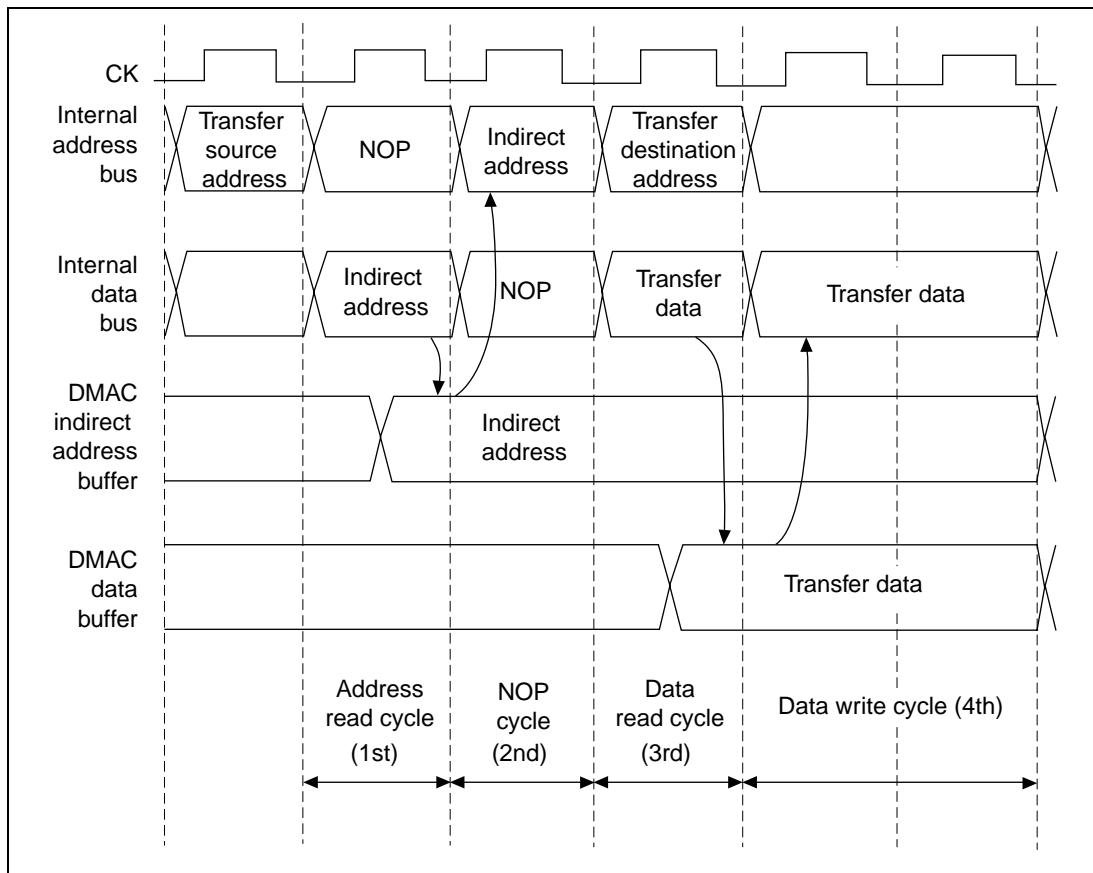 CK
Internal
address
bus
Transfer
source
address
NOP
Indirect
address
Transfer
destination
address
Internal
data
bus
Indirect
address
NOP
Transfer
data
Transfer data
DMAC
indirect
address
buffer
Indirect
address
DMAC
data
buffer
Transfer data
Address
read cycle
(1st)
NOP
cycle
(2nd)
Data
read cycle
(3rd)
Data write cycle (4th)